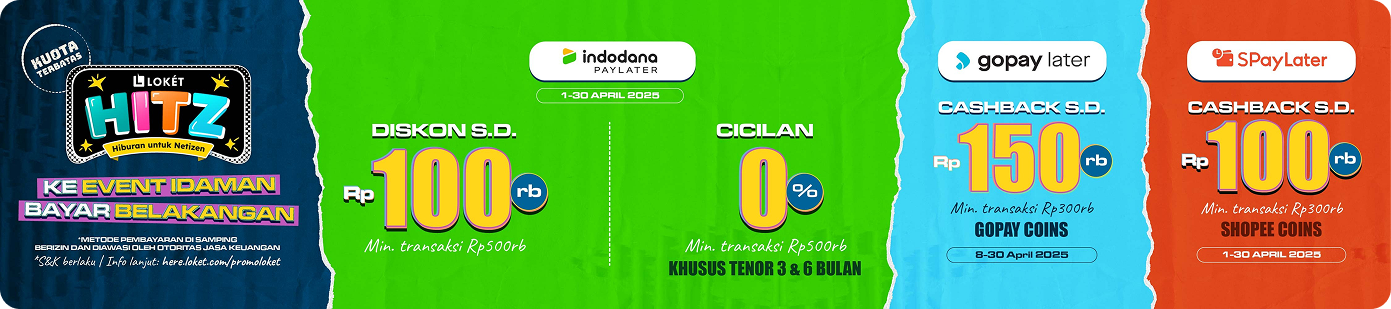 KUOTA
TERBATAS
LOKÉT
HITZ
Hiburan untuk Netizen
KE EVENT IDAMAN
BAYAR BELAKANGAN
*METODE PEMBAYARAN DI SAMPING
BERIZIN DAN DIAWASI OLEH OTORITAS JASA KEUANGAN
*S&K berlaku | Info lanjut: here.loket.com/promoloket
indodana
PAYLATER
1-30 APRIL 2025
DISKON S.D.
Rp 100 rb
Min. transaksi Rp500rb
CICILAN
0 %
Min. transaksi Rp500rb
KHUSUS TENOR 3 & 6 BULAN
gopay later
CASHBACK S.D.
Rp 150 rb
Min. transaksi Rp300rb
GOPAY COINS
8-30 April 2025
SPayLater
CASHBACK S.D.
Rp 100 rb
Min. transaksi Rp300rb
SHOPEE COINS
1-30 APRIL 2025